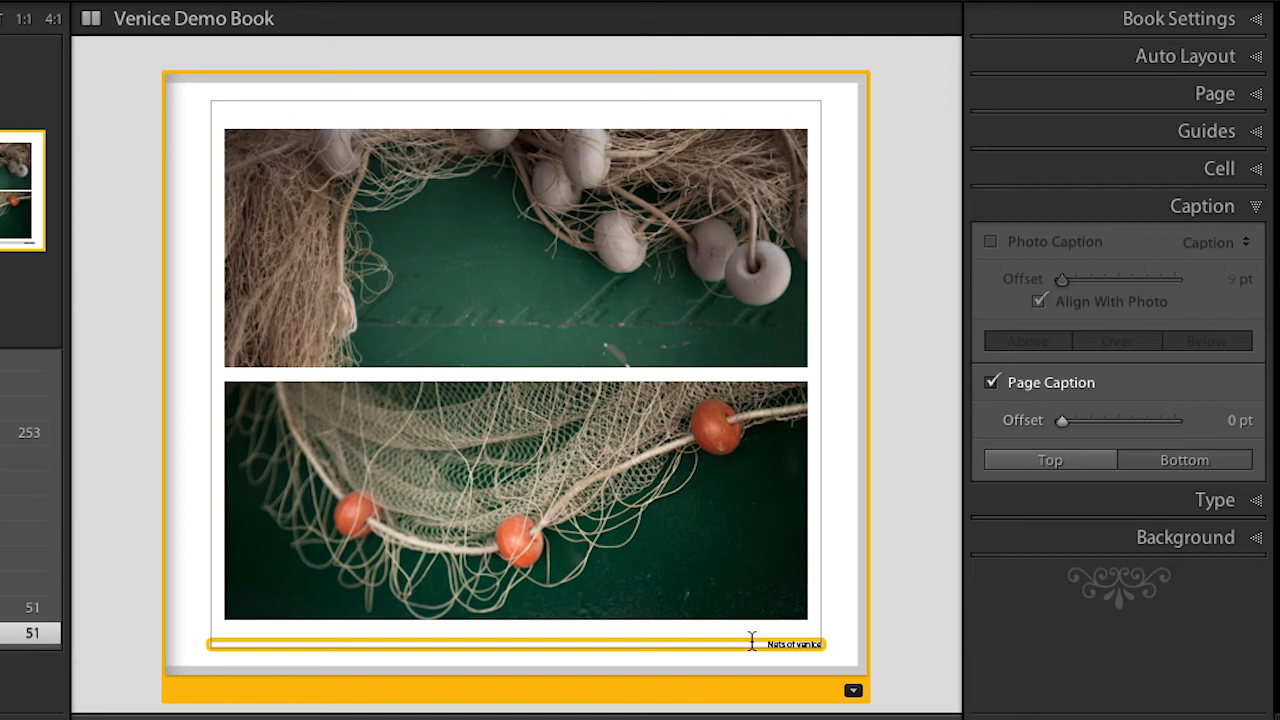 1:1 4:1
Venice Demo Book
253
51
51
Nets of venice
Book Settings
Auto Layout
Page
Guides
Cell
Caption
Photo Caption Caption
Offset 9 pt
Align With Photo
Above Over Below
Page Caption
Offset 0 pt
Top Bottom
Type
Background